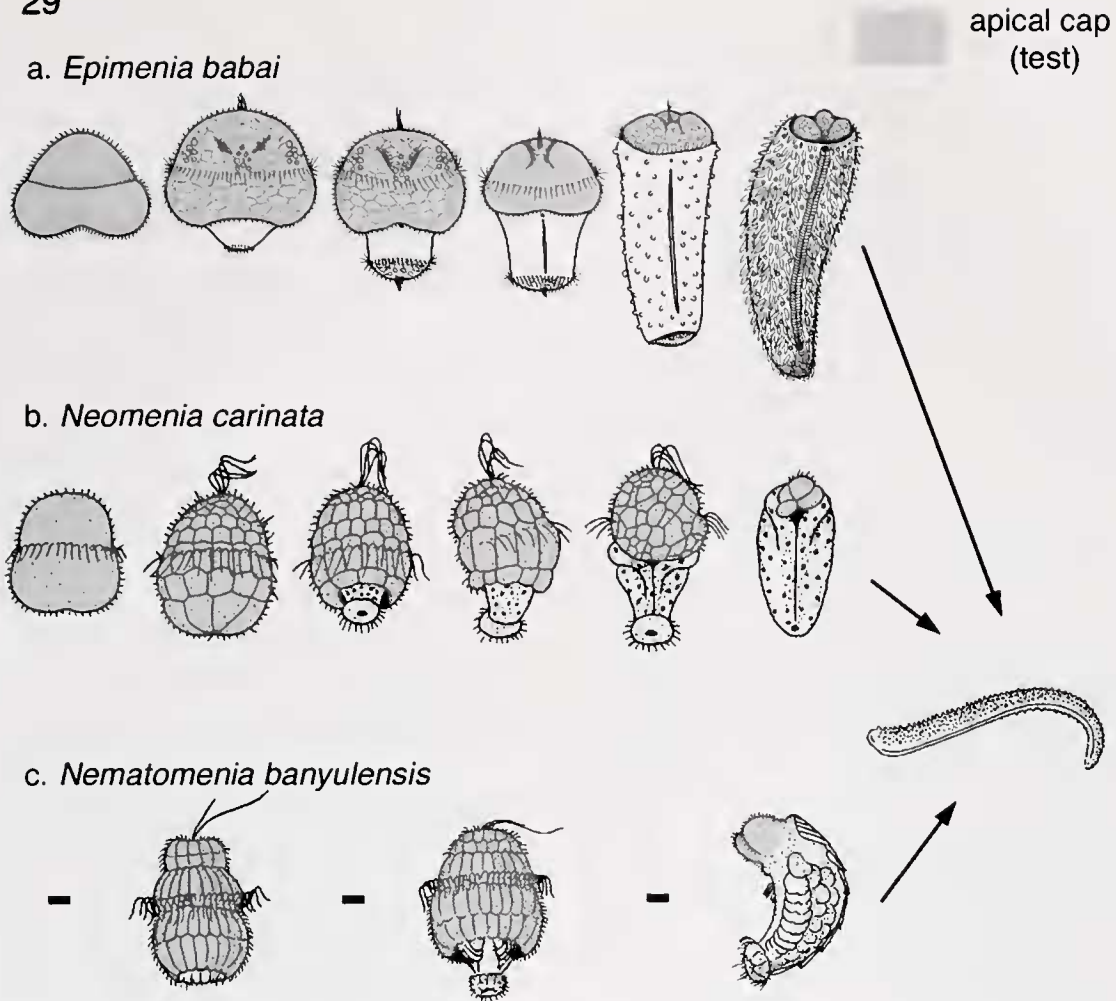 29
apical cap
(test)
a. Epimenia babai
b. Neomenia carinata
c. Nematomenia banyulensis
- - -